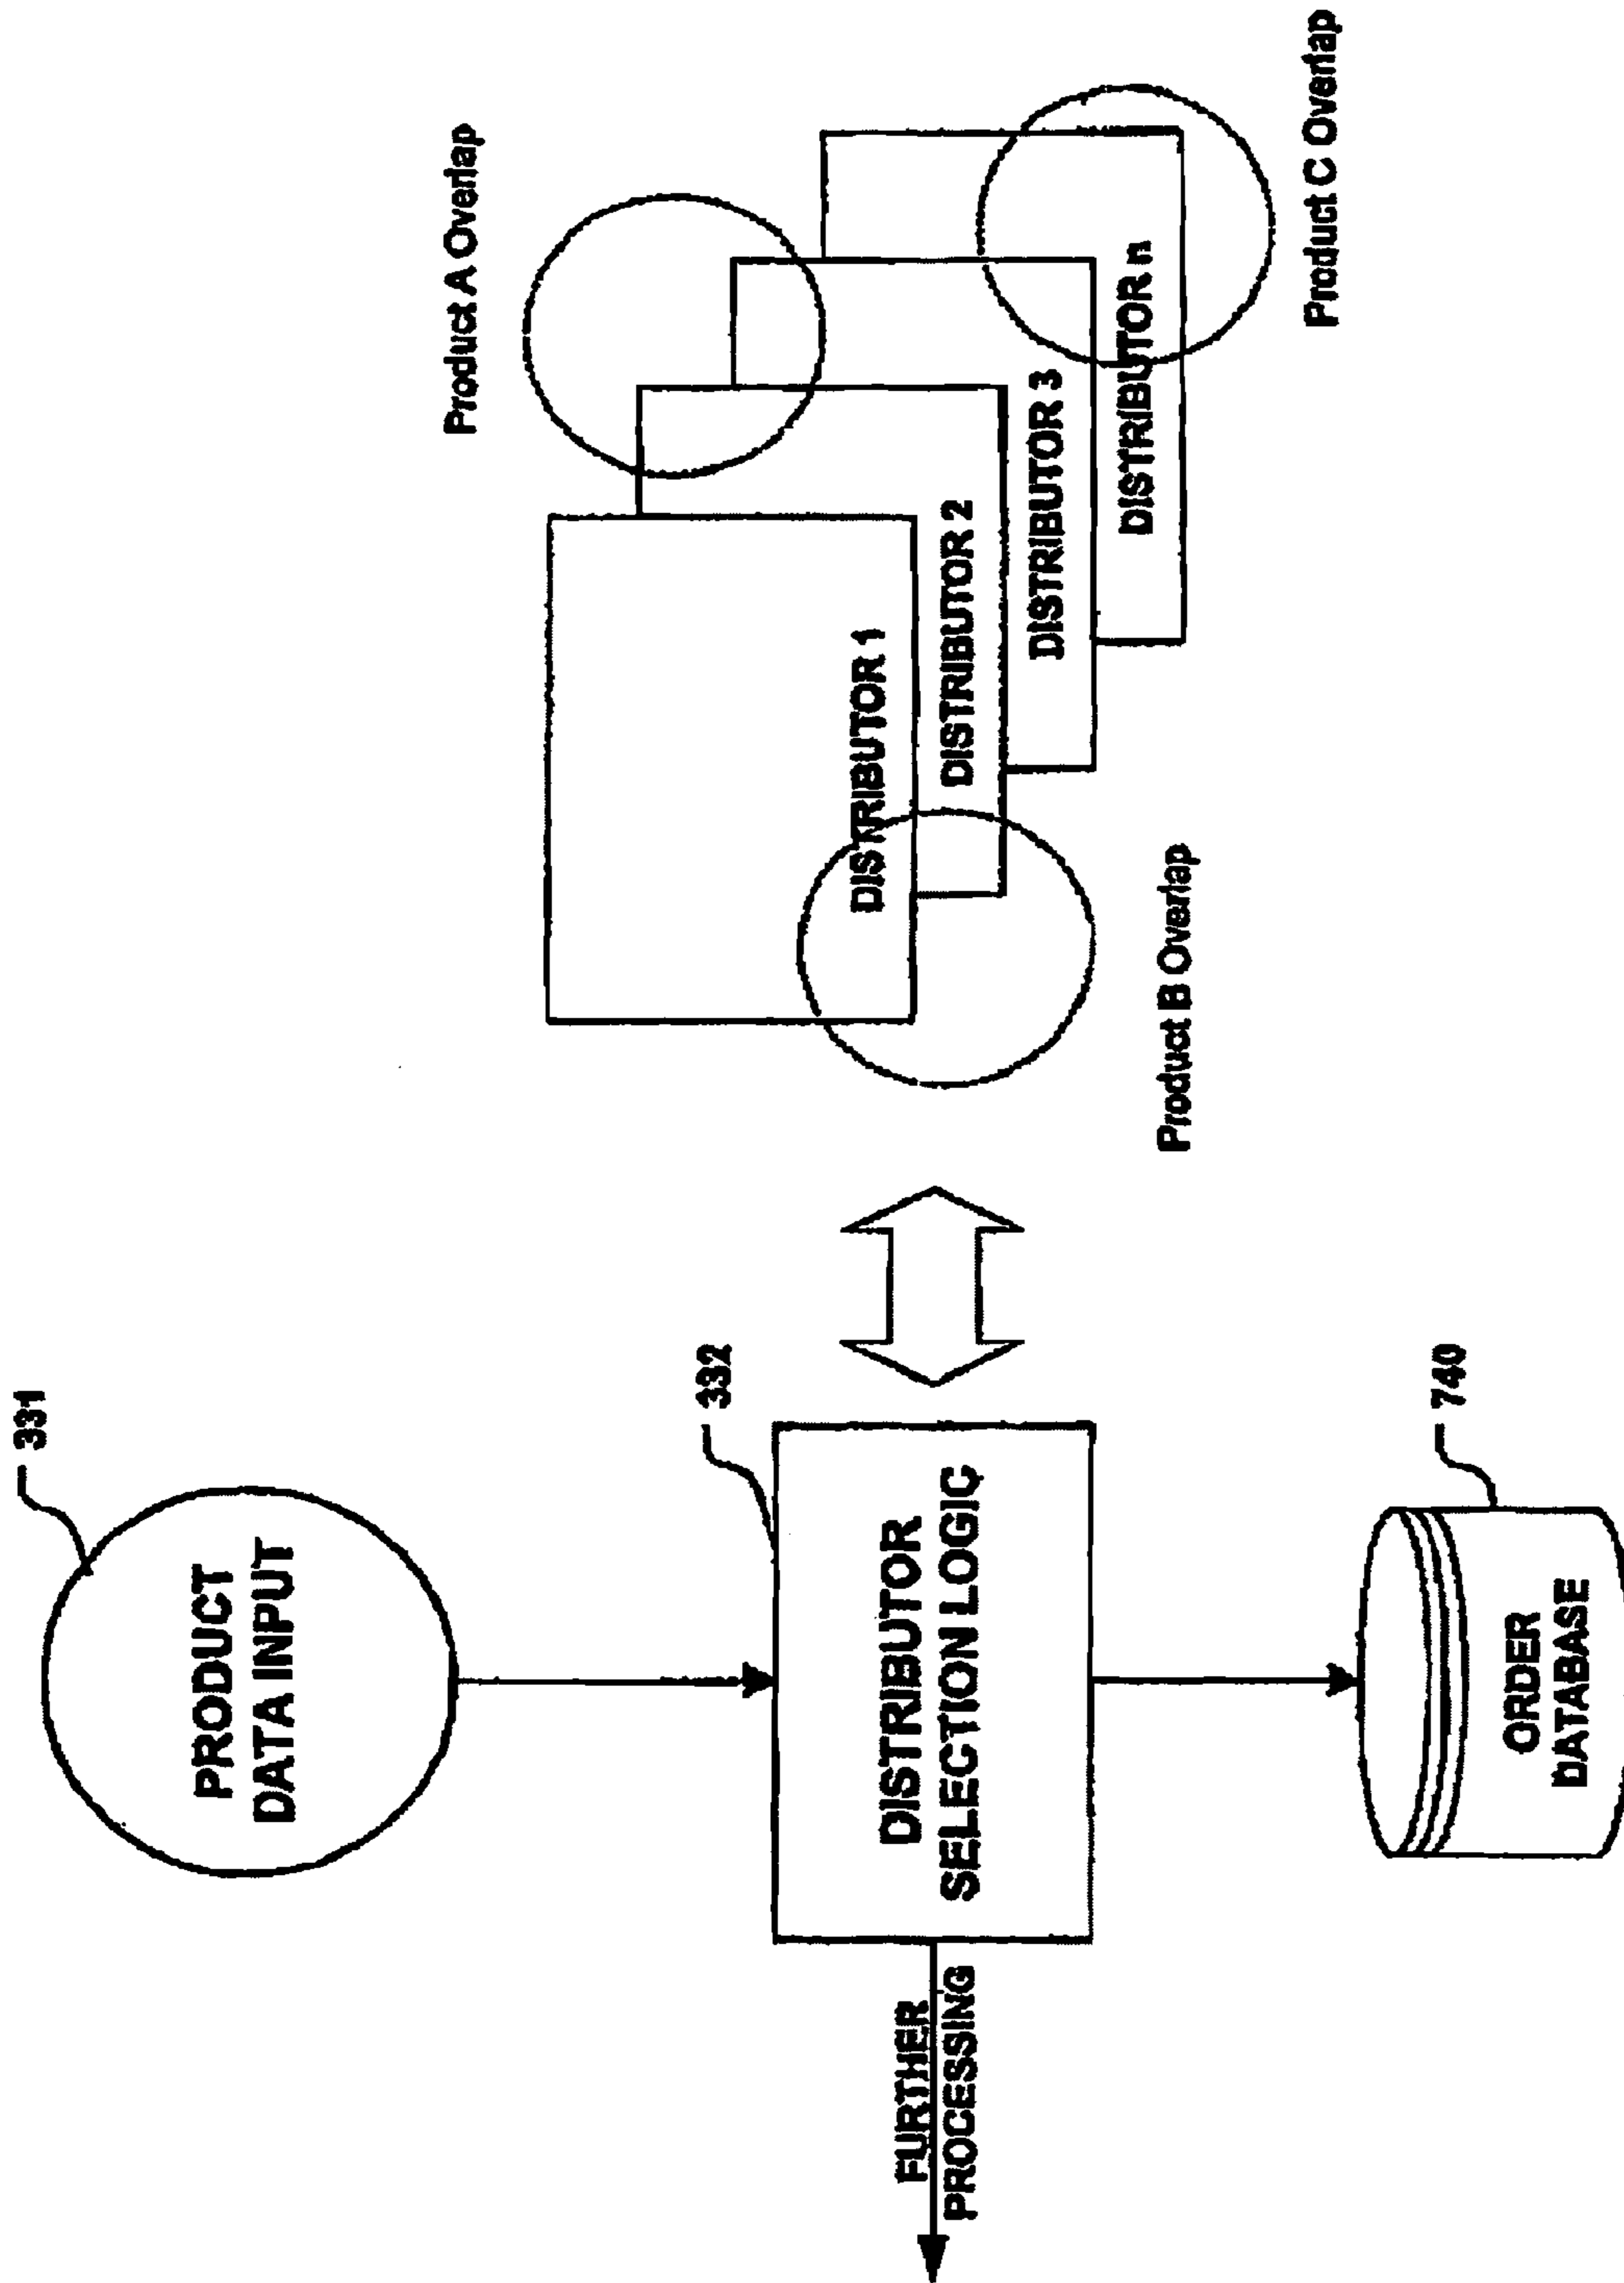 331
PRODUCT
DATA INPUT
332
DISTRIBUTOR
SELECTION LOGIC
FURTHER
PROCESSING
740
ORDER
DATABASE
Product A Overlap
DISTRIBUTOR 1
DISTRIBUTOR 2
DISTRIBUTOR 3
DISTRIBUTOR n
Product B Overlap
Product C Overlap